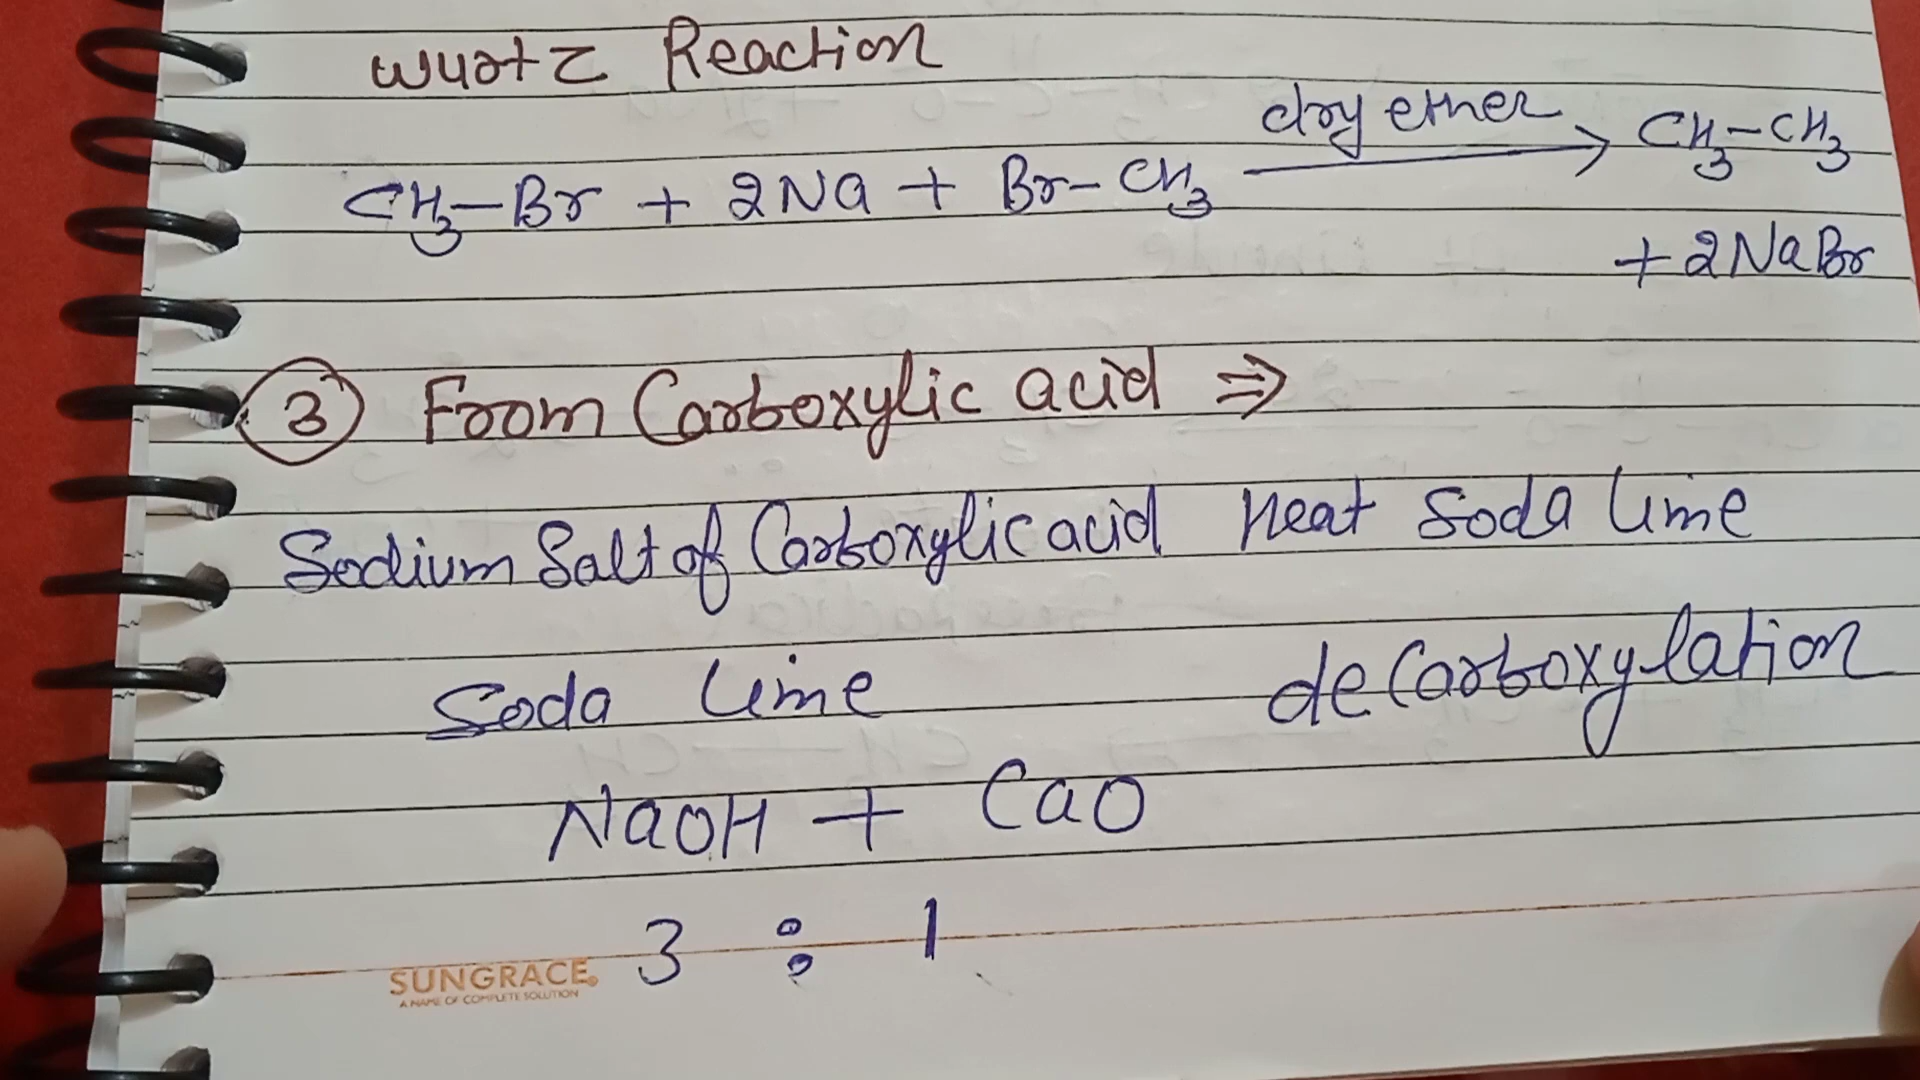 Wurtz Reaction
CH3-Br + 2Na + Br-CH3 dry ether → CH3-CH3
+ 2NaBr
③ From Carboxylic acid ⇒
Sodium Salt of Carboxylic acid heat Soda lime
Soda lime decarboxylation
NaOH + CaO
3 : 1
SUNGRACE
A NAME OF COMPLETE SOLUTION